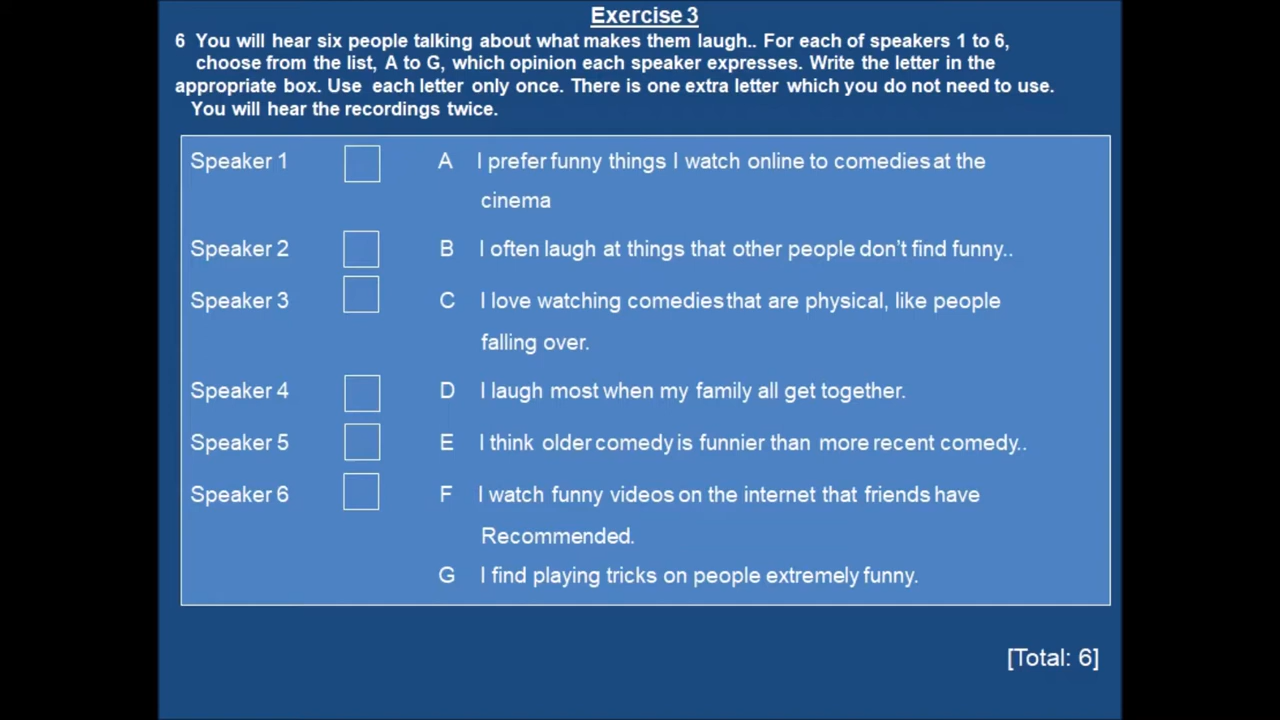 Exercise 3
6 You will hear six people talking about what makes them laugh.. For each of speakers 1 to 6,
choose from the list, A to G, which opinion each speaker expresses. Write the letter in the
appropriate box. Use each letter only once. There is one extra letter which you do not need to use.
You will hear the recordings twice.
Speaker 1 A I prefer funny things I watch online to comedies at the
cinema
Speaker 2 B I often laugh at things that other people don't find funny..
Speaker 3 C I love watching comedies that are physical, like people
falling over.
Speaker 4 D I laugh most when my family all get together.
Speaker 5 E I think older comedy is funnier than more recent comedy..
Speaker 6 F I watch funny videos on the internet that friends have
Recommended.
G I find playing tricks on people extremely funny.
[Total: 6]